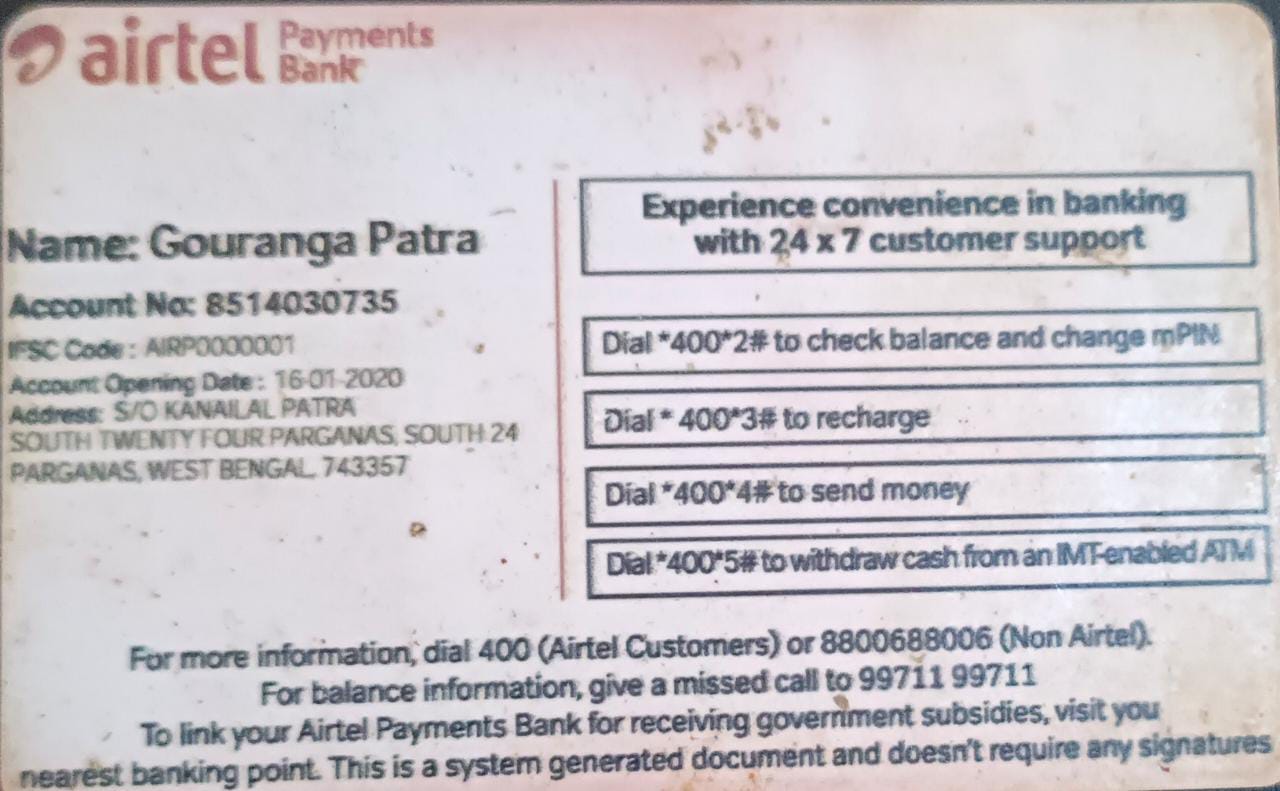 airtel Payments Bank
Name: Gouranga Patra
Account No: 8514030735
IFSC Code : AIRP0000001
Account Opening Date : 16-01-2020
Address: S/O KANAILAL PATRA
SOUTH TWENTY FOUR PARGANAS, SOUTH 24
PARGANAS, WEST BENGAL, 743357
Experience convenience in banking
with 24 x 7 customer support
Dial *400*2# to check balance and change mPIN
Dial * 400*3# to recharge
Dial *400*4# to send money
Dial *400*5# to withdraw cash from an IMT-enabled ATM
For more information, dial 400 (Airtel Customers) or 8800688006 (Non Airtel).
For balance information, give a missed call to 99711 99711
To link your Airtel Payments Bank for receiving government subsidies, visit you
nearest banking point. This is a system generated document and doesn't require any signatures